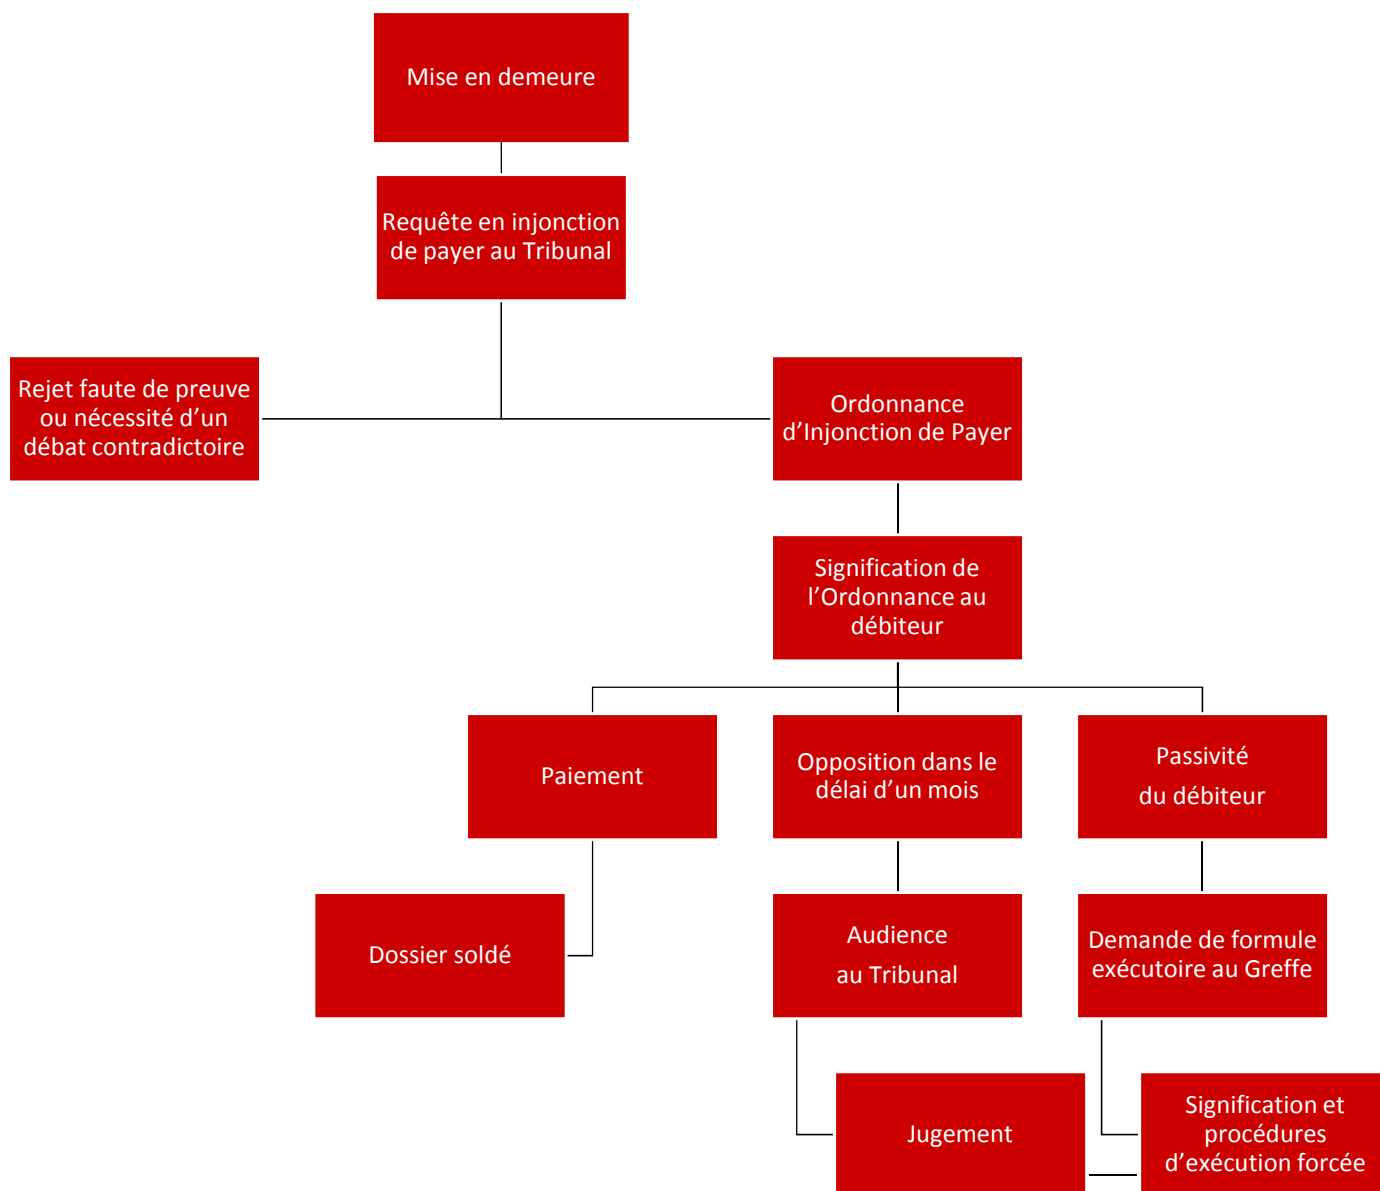 Mise en demeure
Requête en injonction
de payer au Tribunal
Rejet faute de preuve
ou nécessité d’un
débat contradictoire
Ordonnance
d’Injonction de Payer
Signification de
l’Ordonnance au
débiteur
Paiement
Opposition dans le
délai d’un mois
Passivité
du débiteur
Dossier soldé
Audience
au Tribunal
Demande de formule
exécutoire au Greffe
Jugement
Signification et
procédures
d’exécution forcée